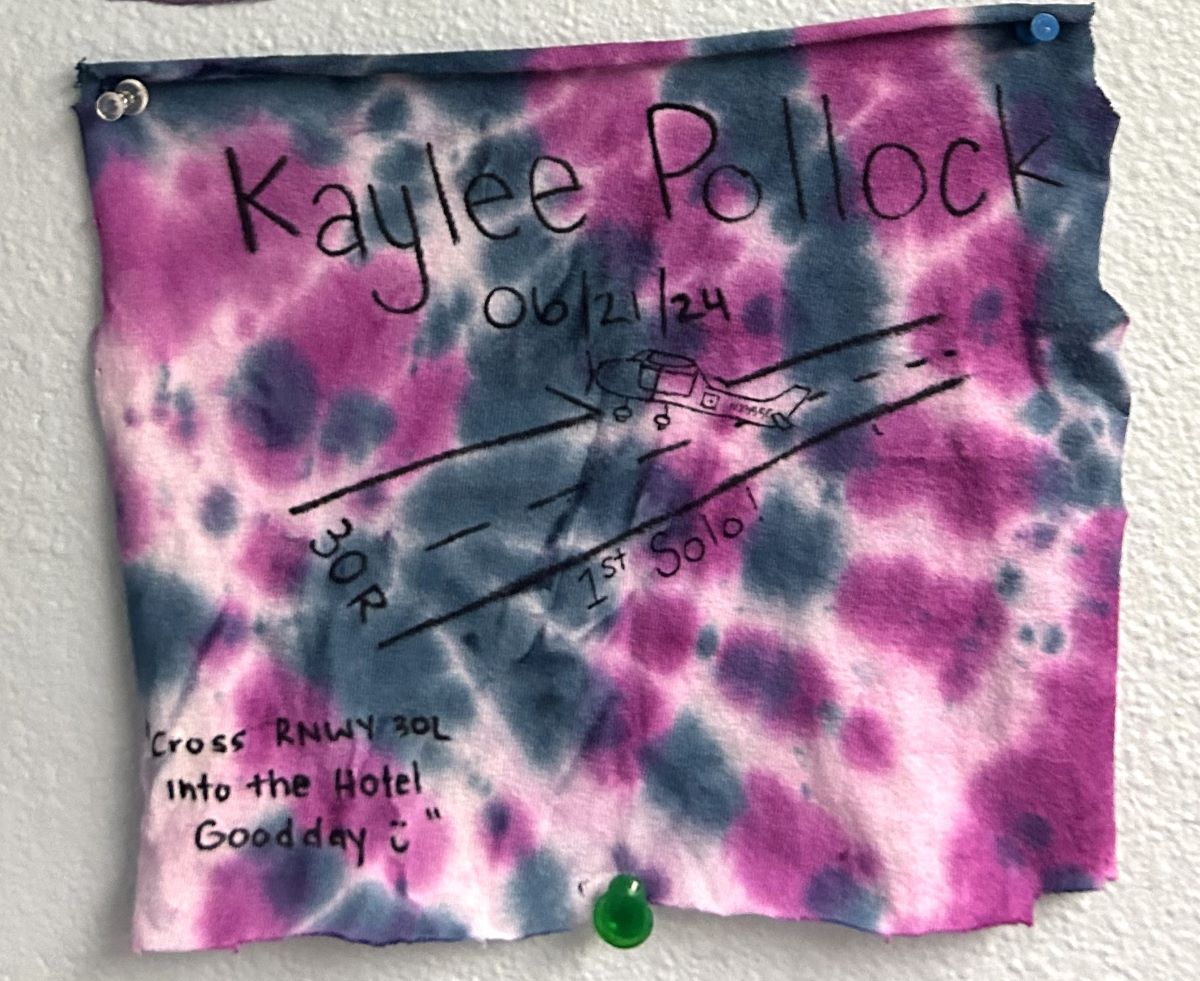 Kaylee Pollock
06/21/24
30R
1st Solo!
"Cross RNWY 30L
into the Hotel
Goodday :)"